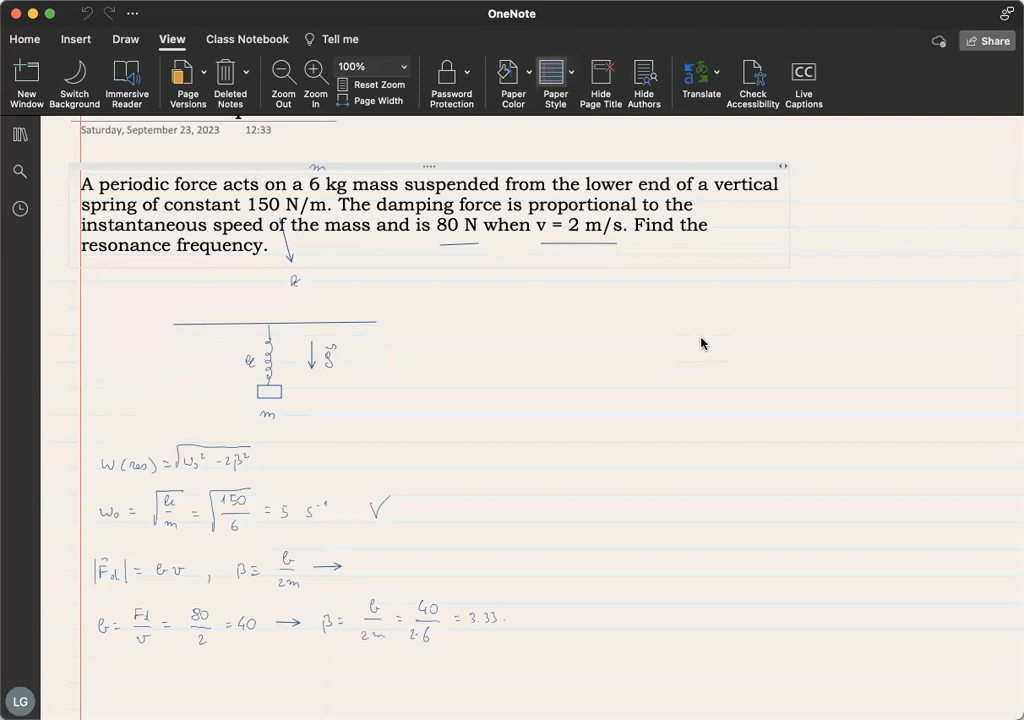 OneNote
Home Insert Draw View Class Notebook Tell me
Share
New Window
Switch Background
Immersive Reader
Page Versions
Deleted Notes
Zoom Out
Zoom In
100%
Reset Zoom
Page Width
Password Protection
Paper Color
Paper Style
Hide Page Title
Hide Authors
Translate
Check Accessibility
Live Captions
Saturday, September 23, 2023 12:33
m
A periodic force acts on a 6 kg mass suspended from the lower end of a vertical
spring of constant 150 N/m. The damping force is proportional to the
instantaneous speed of the mass and is 80 N when v = 2 m/s. Find the
resonance frequency.
k
k g⃗
m
ω(res) = √(ω₀² - 2β²)
ω₀ = √(k/m) = √(150/6) = 5 s⁻¹ √
|F⃗d| = bv , β ≡ b/2m →
b = Fd/v = 80/2 = 40 → β = b/2m = 40/2·6 = 3.33.
LG